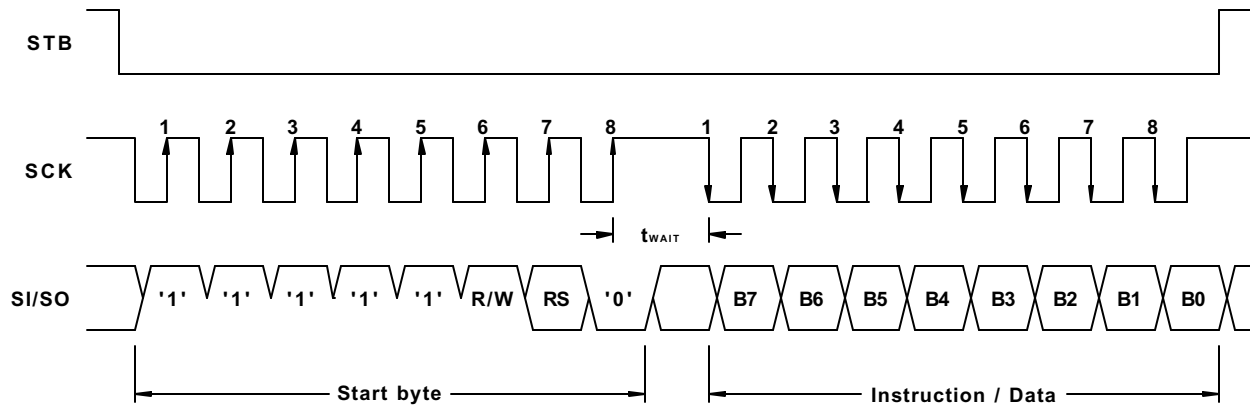 STB
1 2 3 4 5 6 7 8 1 2 3 4 5 6 7 8
SCK
tWAIT
SI/SO '1' '1' '1' '1' '1' R/W RS '0' B7 B6 B5 B4 B3 B2 B1 B0
Start byte Instruction / Data